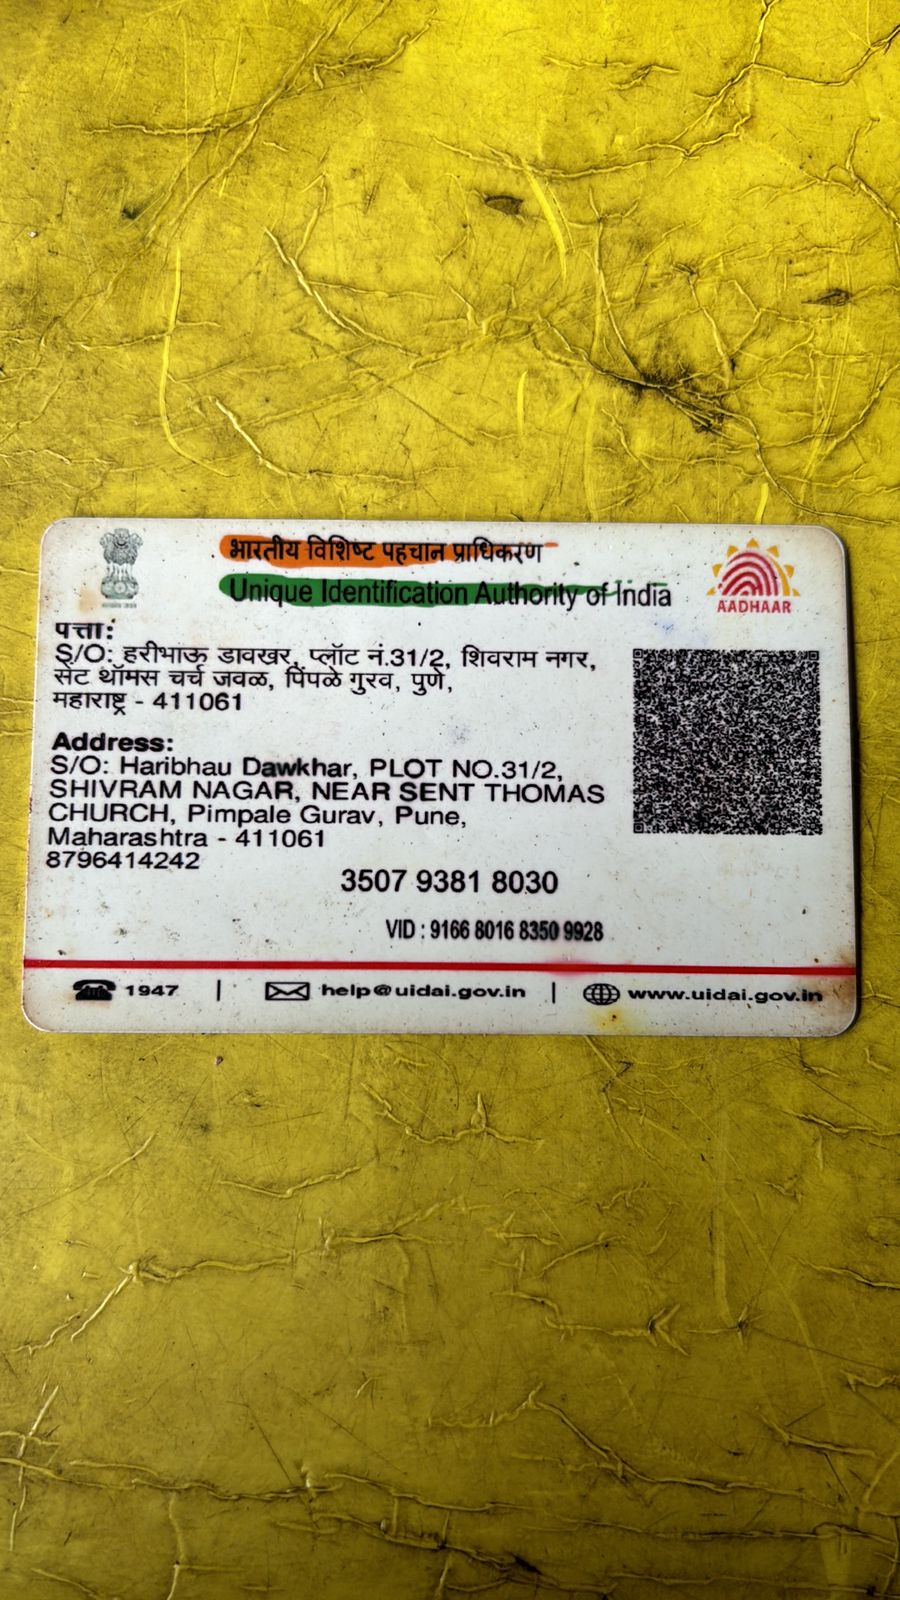 भारतीय विशिष्ट पहचान प्राधिकरण
Unique Identification Authority of India
AADHAAR
पत्ता:
S/O: हरीभाऊ डावखर, प्लॉट नं.31/2, शिवराम नगर,
सेंट थॉमस चर्च जवळ, पिंपळे गुरव, पुणे,
महाराष्ट्र - 411061
Address:
S/O: Haribhau Dawkhar, PLOT NO.31/2,
SHIVRAM NAGAR, NEAR SENT THOMAS
CHURCH, Pimpale Gurav, Pune,
Maharashtra - 411061
8796414242
3507 9381 8030
VID : 9166 8016 8350 9928
1947 | help@uidai.gov.in | www.uidai.gov.in